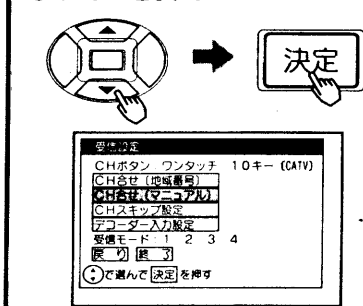 決定
受信設定
CHボタン ワンタッチ 10キー (CATV)
CH合せ (地域番号)
CH合せ (マニュアル)
CHスキップ設定
デコーダー入力設定
受信モード: 1 2 3 4
戻り 終了
で選んで 決定 を押す